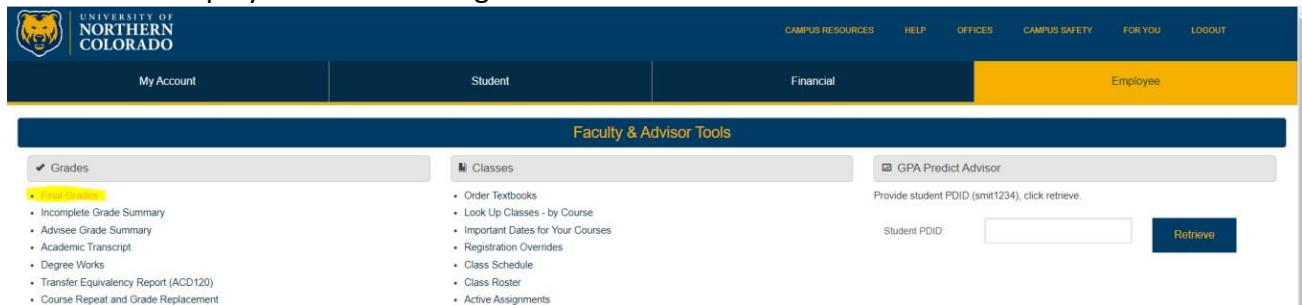 UNIVERSITY OF
NORTHERN
COLORADO
CAMPUS RESOURCES HELP OFFICES CAMPUS SAFETY FOR YOU LOGOUT
My Account Student Financial Employee
Faculty & Advisor Tools
Grades
• Final Grades
• Incomplete Grade Summary
• Advisee Grade Summary
• Academic Transcript
• Degree Works
• Transfer Equivalency Report (ACD120)
• Course Repeat and Grade Replacement
Classes
• Order Textbooks
• Look Up Classes - by Course
• Important Dates for Your Courses
• Registration Overrides
• Class Schedule
• Class Roster
• Active Assignments
GPA Predict Advisor
Provide student PDID (smit1234), click retrieve.
Student PDID: Retrieve